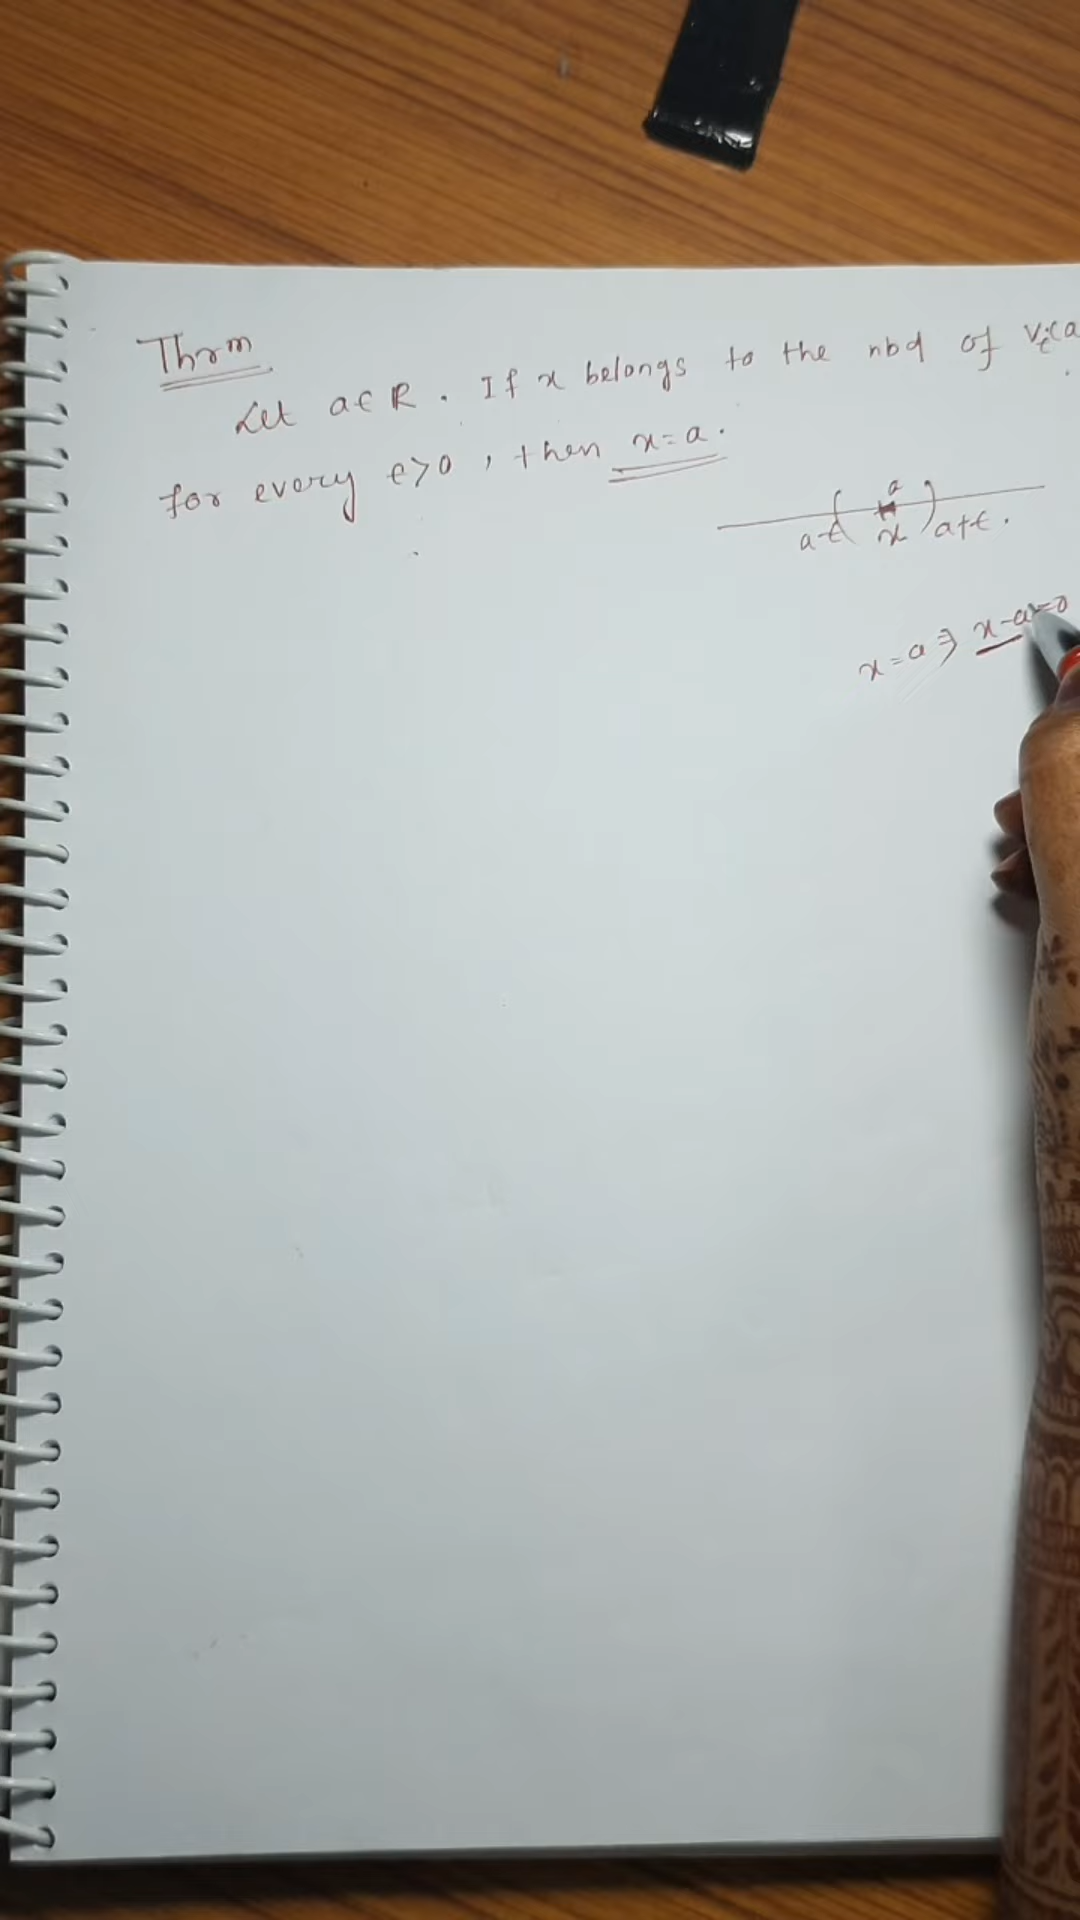 Thrm
Let a∈R. If x belongs to the nbd of Vε(a
for every ε>0, then x=a.
a
a-ε x a+ε.
x=a ⇒ x-a=0